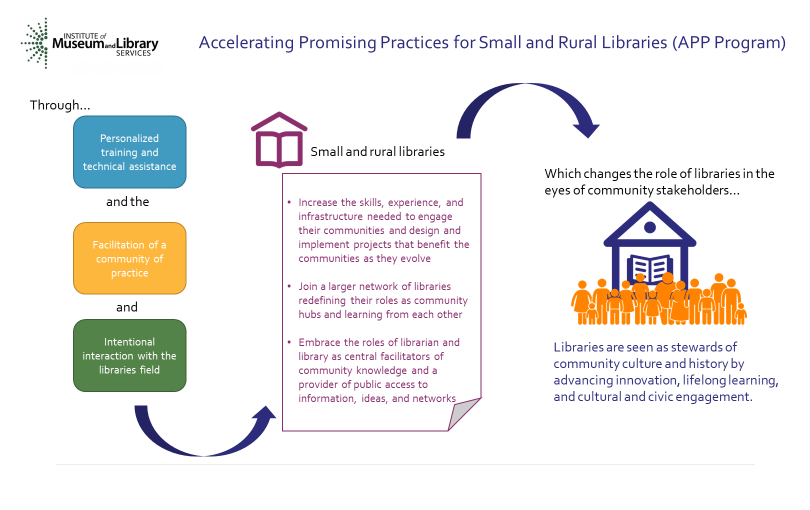 INSTITUTE of
Museum and Library
SERVICES
Accelerating Promising Practices for Small and Rural Libraries (APP Program)
Through...
Personalized
training and
technical assistance
and the
Facilitation of a
community of
practice
and
Intentional
interaction with the
libraries field
Small and rural libraries
• Increase the skills, experience, and
infrastructure needed to engage
their communities and design and
implement projects that benefit the
communities as they evolve
• Join a larger network of libraries
redefining their roles as community
hubs and learning from each other
• Embrace the roles of librarian and
library as central facilitators of
community knowledge and a
provider of public access to
information, ideas, and networks
Which changes the role of libraries in the
eyes of community stakeholders...
Libraries are seen as stewards of
community culture and history by
advancing innovation, lifelong learning,
and cultural and civic engagement.